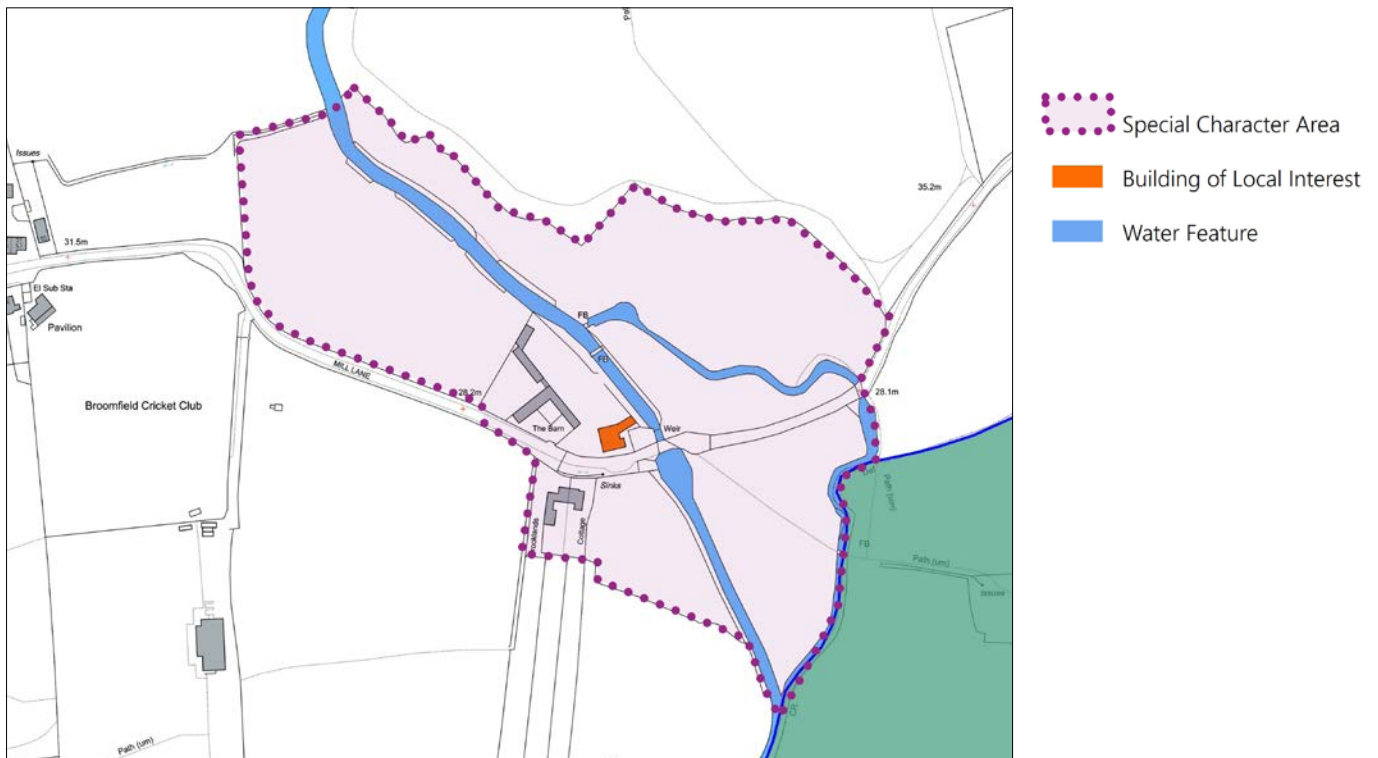 Pa
Issues
31.5m
El Sub Sta
Pavilion
35.2m
Special Character Area
Building of Local Interest
Water Feature
FB
FB
MILL LANE
28.2m
28.1m
Broomfield Cricket Club
The Barn
Weir
Sinks
Cottage
Path (um)
FB
Path (um)
Issues
Path (um)